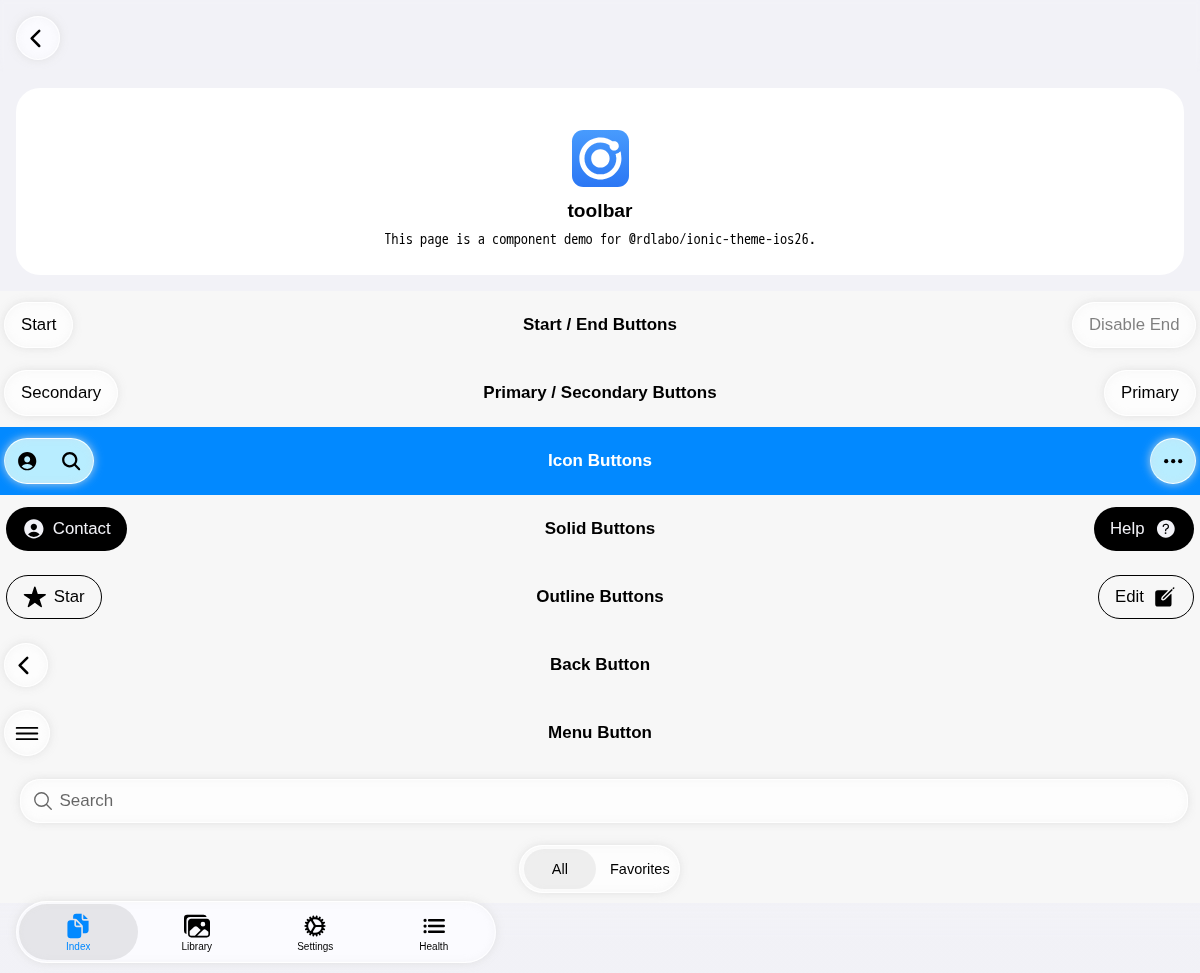 toolbar
This page is a component demo for @rdlabo/ionic-theme-ios26.
Start Start / End Buttons Disable End
Secondary Primary / Secondary Buttons Primary
Icon Buttons
Contact Solid Buttons Help
Star Outline Buttons Edit
Back Button
Menu Button
Search
All Favorites
Index Library Settings Health